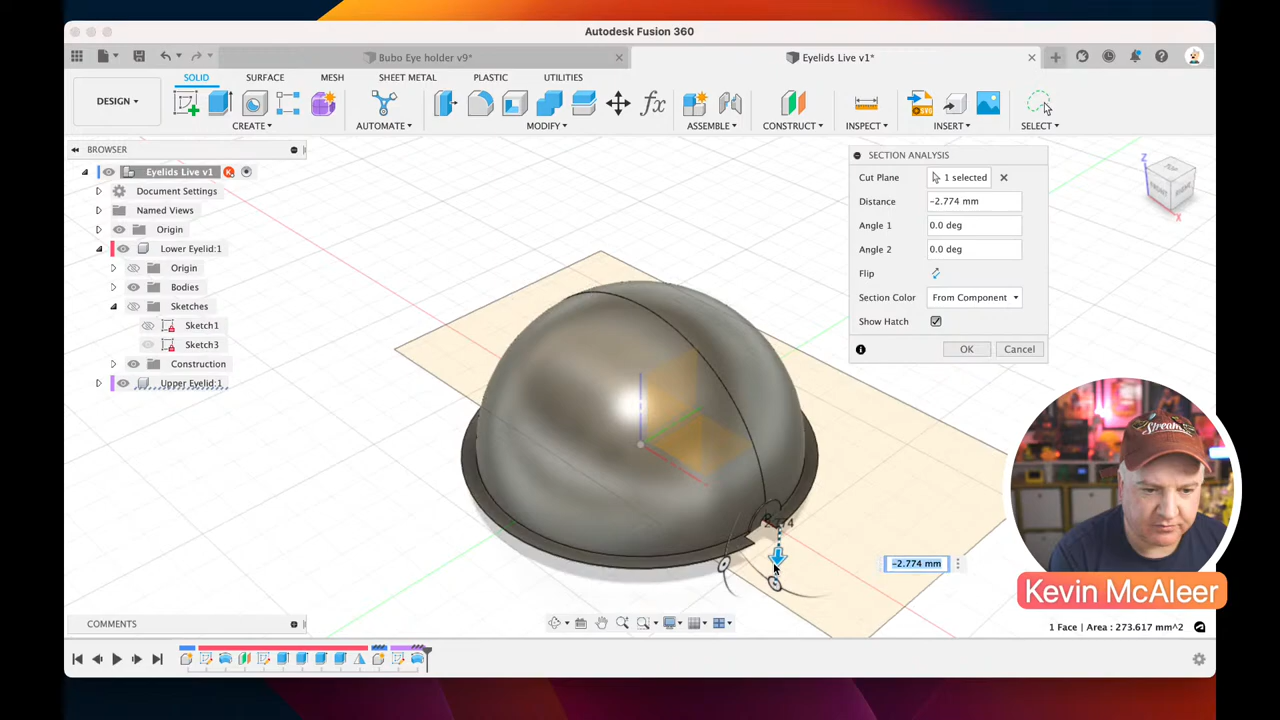 Autodesk Fusion 360
Bubo Eye holder v9*
Eyelids Live v1*
SOLID SURFACE MESH SHEET METAL PLASTIC UTILITIES
DESIGN
CREATE AUTOMATE MODIFY ASSEMBLE CONSTRUCT INSPECT INSERT SELECT
BROWSER
Eyelids Live v1
Document Settings
Named Views
Origin
Lower Eyelid:1
Origin
Bodies
Sketches
Sketch1
Sketch3
Construction
Upper Eyelid:1
SECTION ANALYSIS
Cut Plane 1 selected
Distance -2.774 mm
Angle 1 0.0 deg
Angle 2 0.0 deg
Flip
Section Color From Component
Show Hatch
OK Cancel
Z
TOP
FRONT RIGHT
X
-2.774 mm
Kevin McAleer
1 Face | Area : 273.617 mm^2
COMMENTS